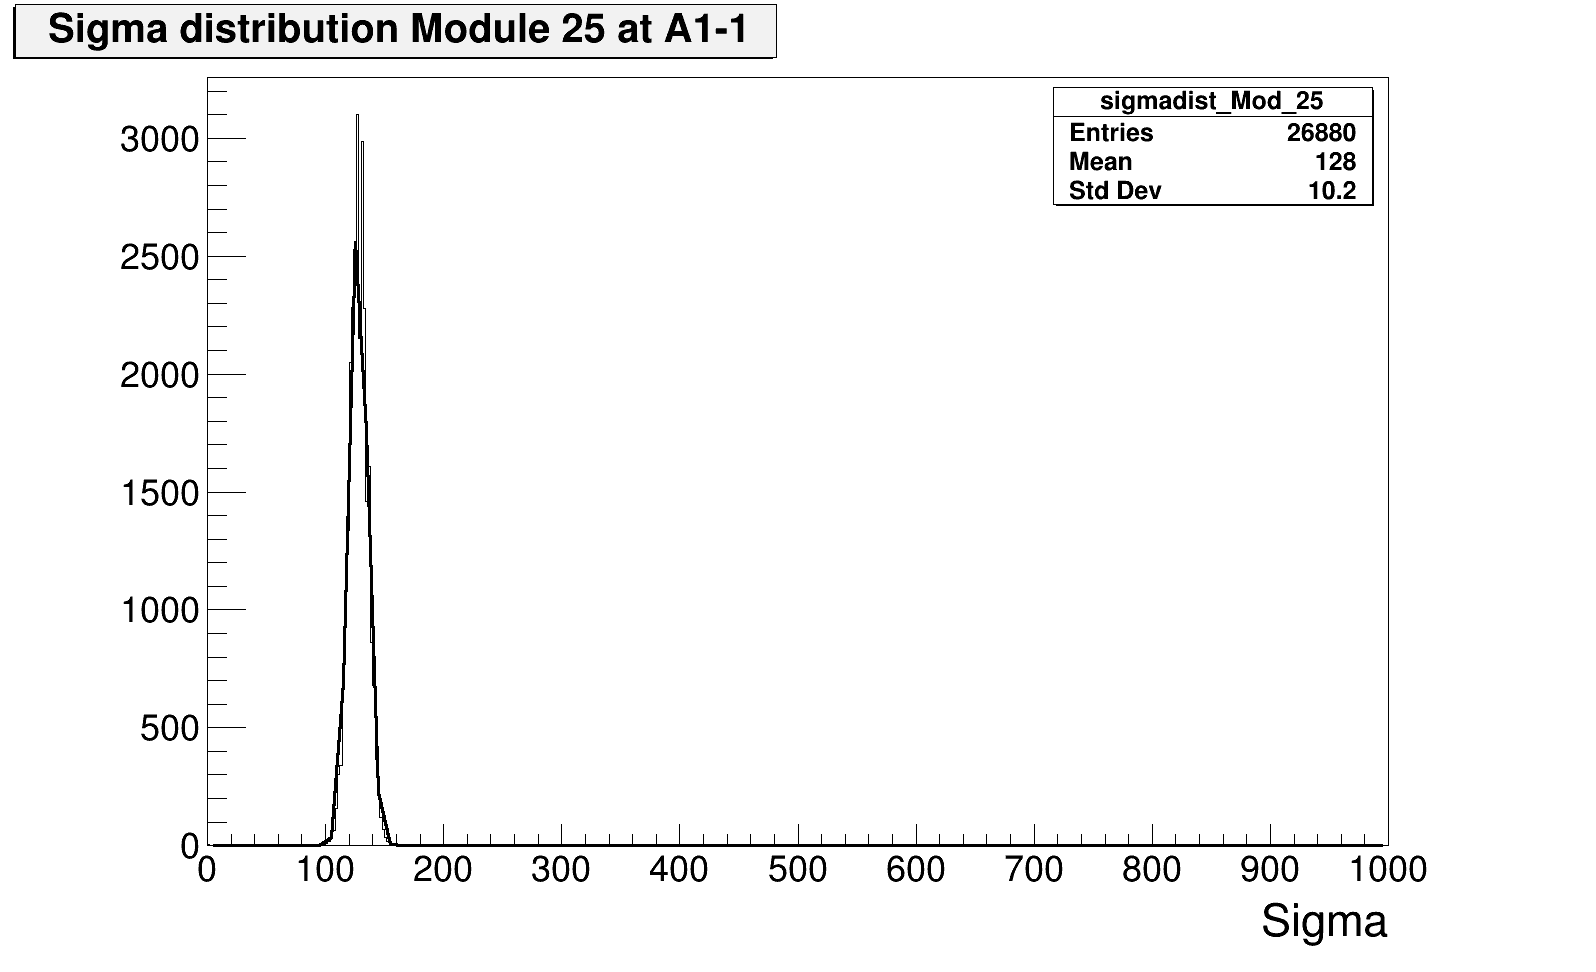 Sigma distribution Module 25 at A1-1
sigmadist_Mod_25
Entries 26880
Mean 128
Std Dev 10.2
3000
2500
2000
1500
1000
500
0
0 100 200 300 400 500 600 700 800 900 1000
Sigma